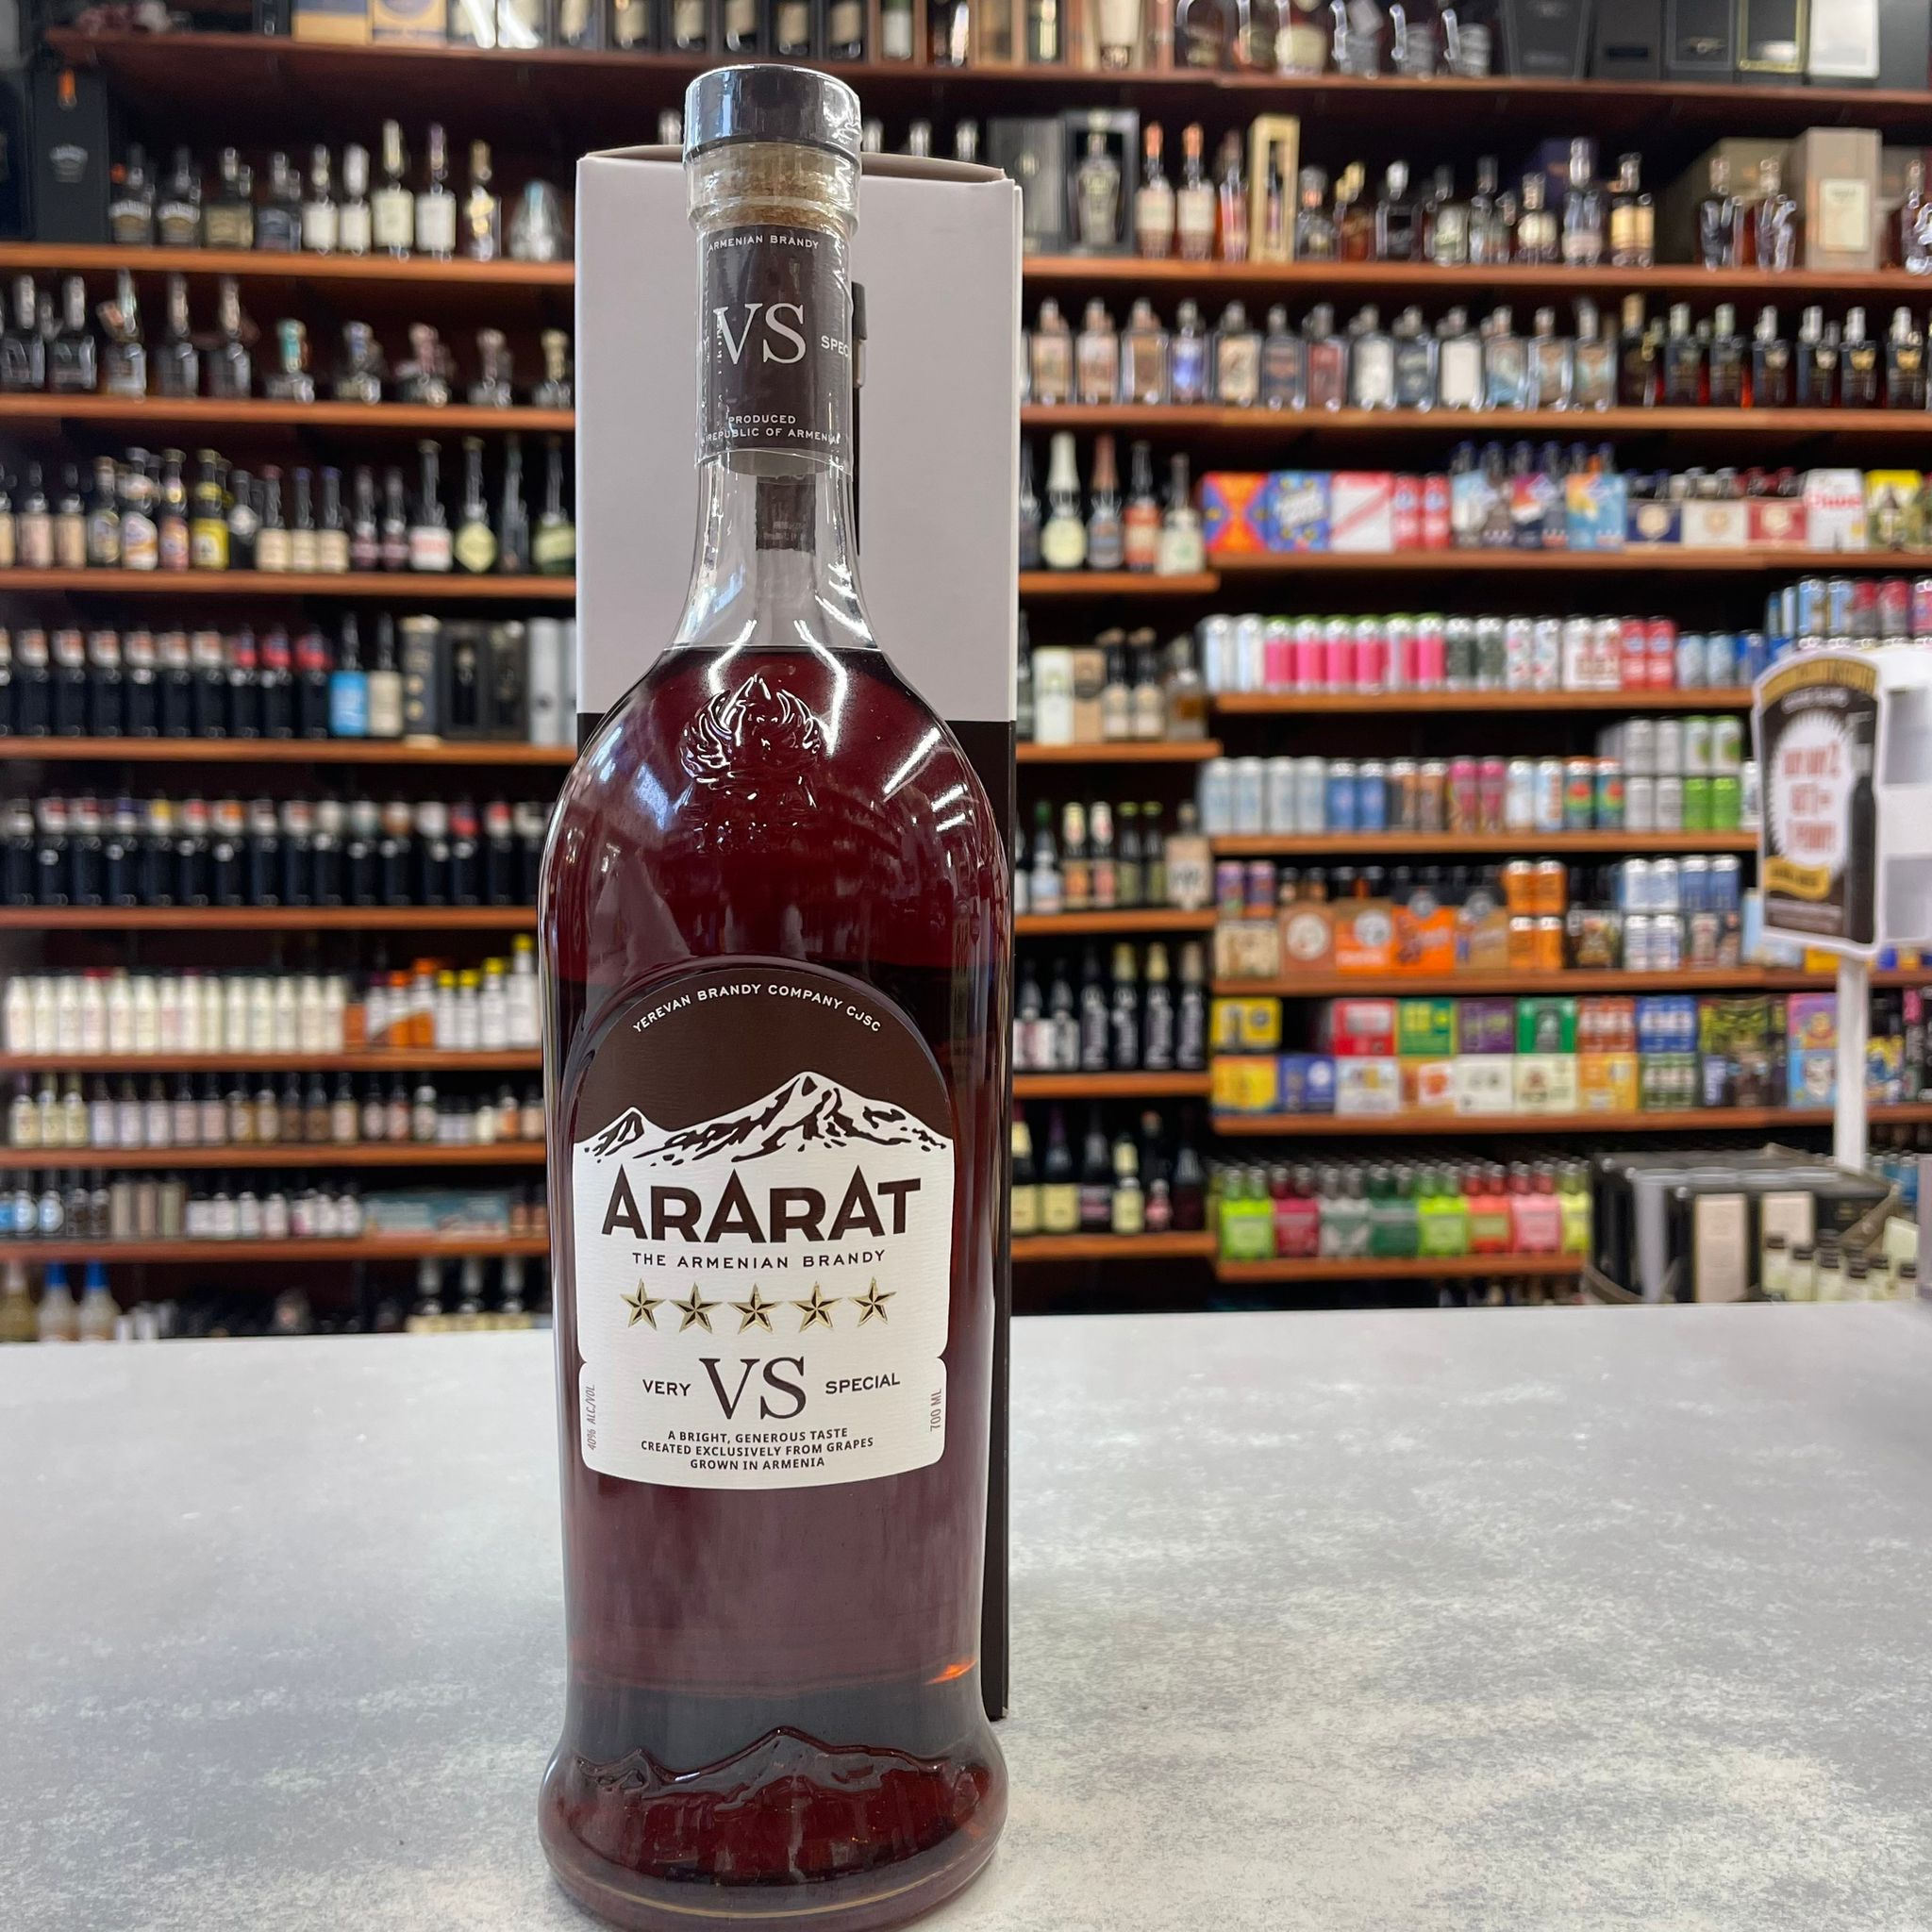 ARMENIAN BRANDY
VS
PRODUCED
REPUBLIC OF ARMENIA
YEREVAN BRANDY COMPANY CJSC
ARARAT
THE ARMENIAN BRANDY
VERY VS SPECIAL
40% ALC/VOL
700 ML
A BRIGHT, GENEROUS TASTE
CREATED EXCLUSIVELY FROM GRAPES
GROWN IN ARMENIA